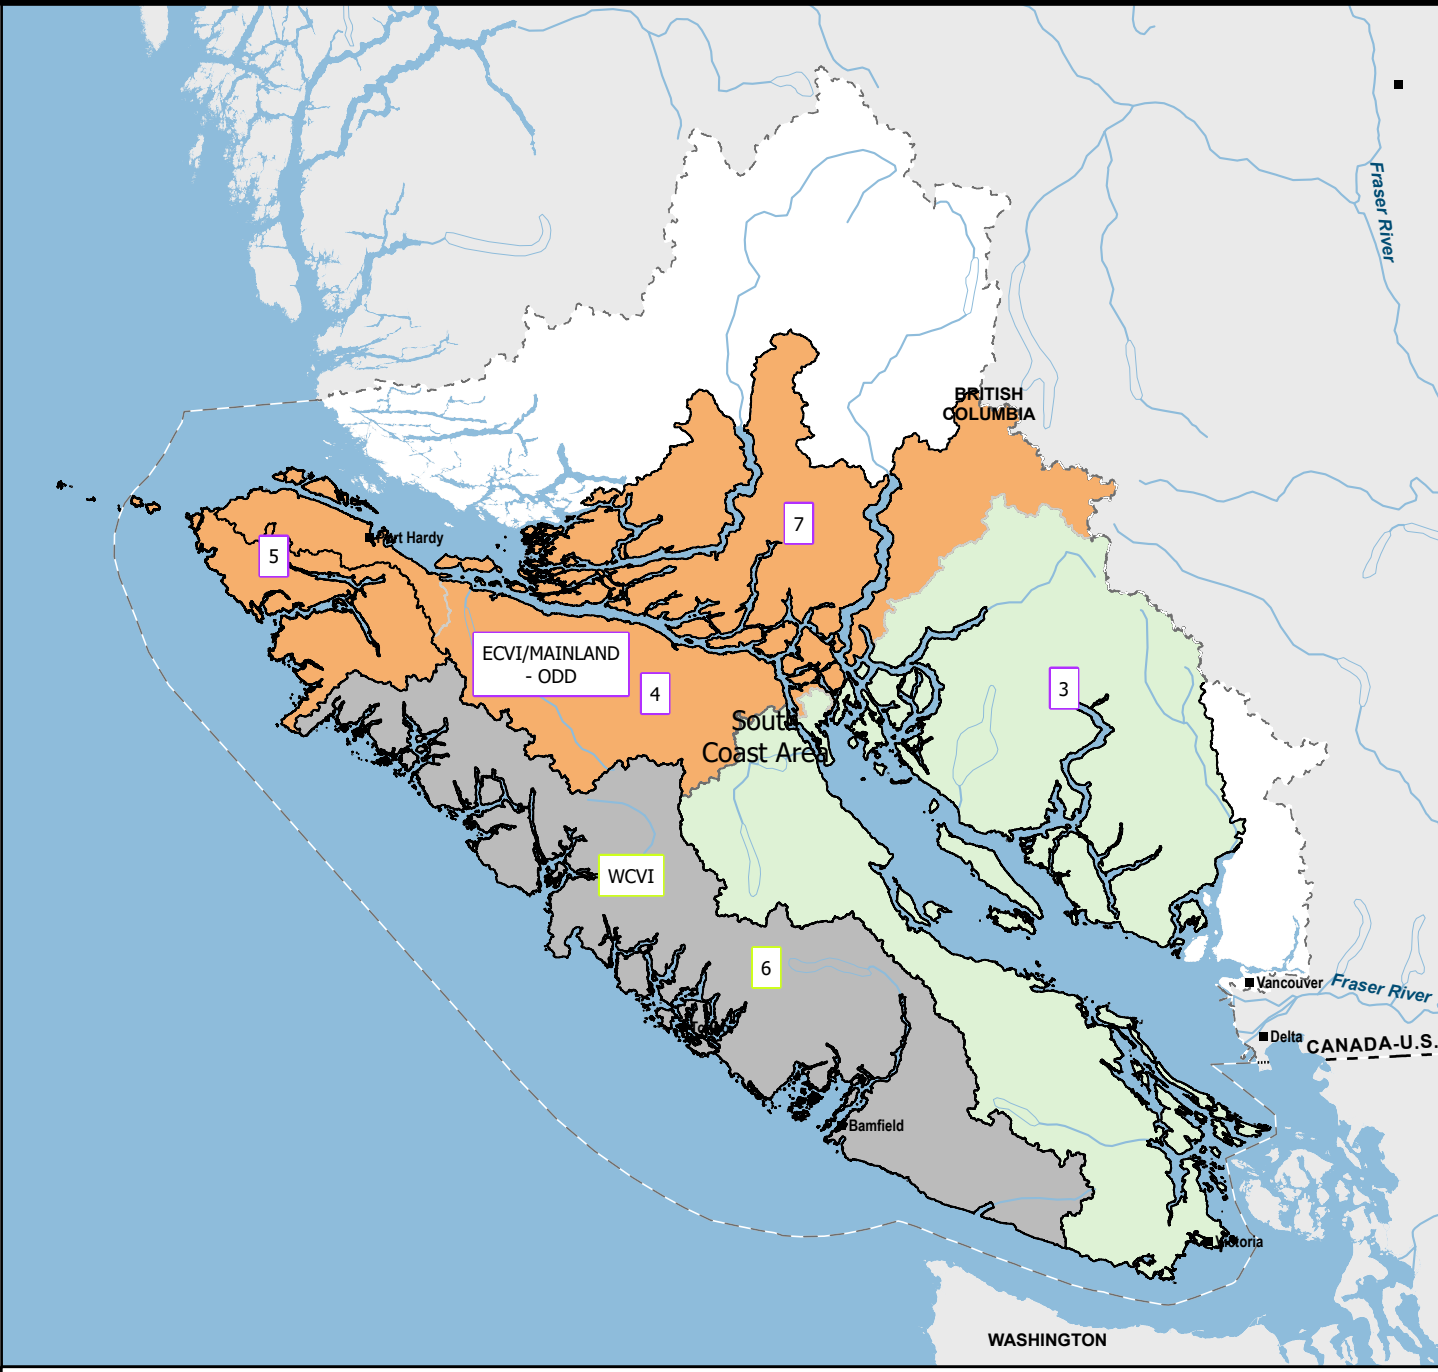 Fraser River
BRITISH
COLUMBIA
7
Port Hardy
5
ECVI/MAINLAND
- ODD
4
3
South
Coast Area
WCVI
6
Vancouver
Fraser River
Delta
CANADA-U.S.
Bamfield
Victoria
WASHINGTON